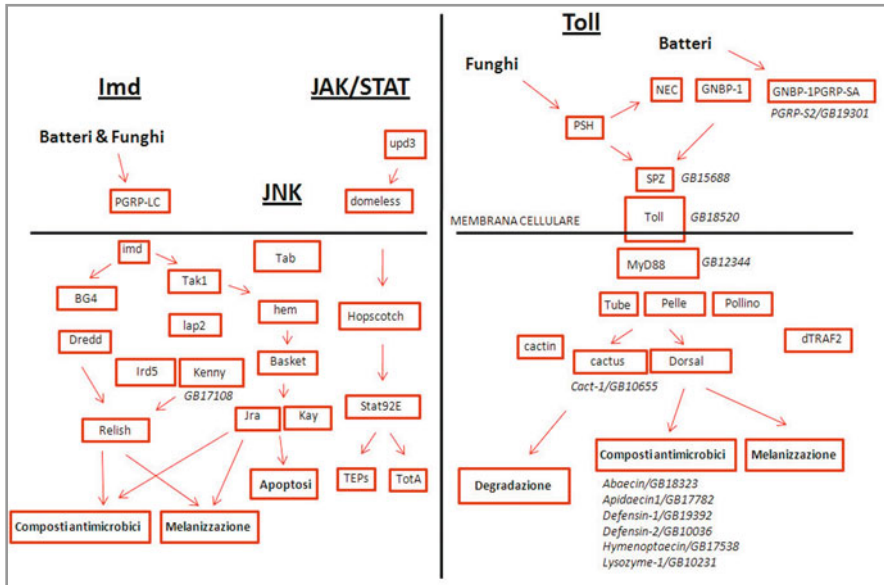 Imd
JAK/STAT
Batteri & Funghi
upd3
PGRP-LC
JNK
domeless
imd
Tab
Tak1
BG4
hem
Hopscotch
Iap2
Dredd
Basket
Ird5
Kenny
GB17108
Stat92E
Jra
Kay
Relish
TEPs
TotA
Apoptosi
Composti antimicrobici
Melanizzazione
Toll
Batteri
Funghi
NEC
GNBP-1
GNBP-1PGRP-SA
PGRP-S2/GB19301
PSH
SPZ
GB15688
MEMBRANA CELLULARE
Toll
GB18520
MyD88
GB12344
Tube
Pelle
Pollino
cactin
dTRAF2
cactus
Dorsal
Cact-1/GB10655
Degradazione
Composti antimicrobici
Melanizzazione
Abaecin/GB18323
Apidaecin1/GB17782
Defensin-1/GB19392
Defensin-2/GB10036
Hymenoptaecin/GB17538
Lysozyme-1/GB10231